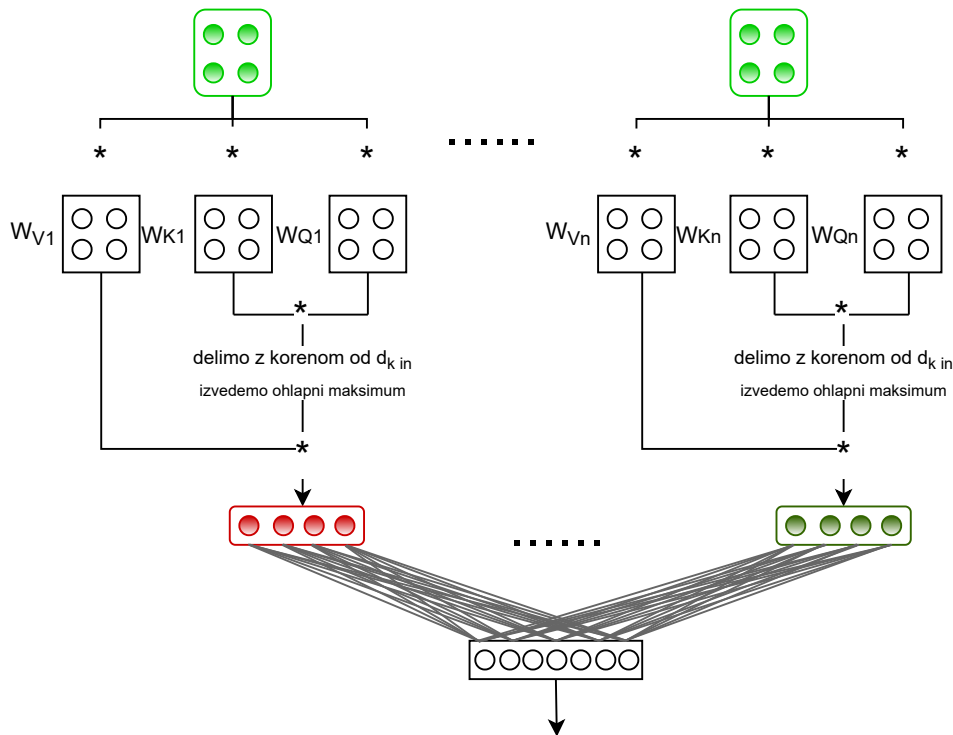 * * * ...... * * *
W_V1 W_K1 W_Q1 W_Vn W_Kn W_Qn
* *
delimo z korenom od d_k in delimo z korenom od d_k in
izvedemo ohlapni maksimum izvedemo ohlapni maksimum
* *
......